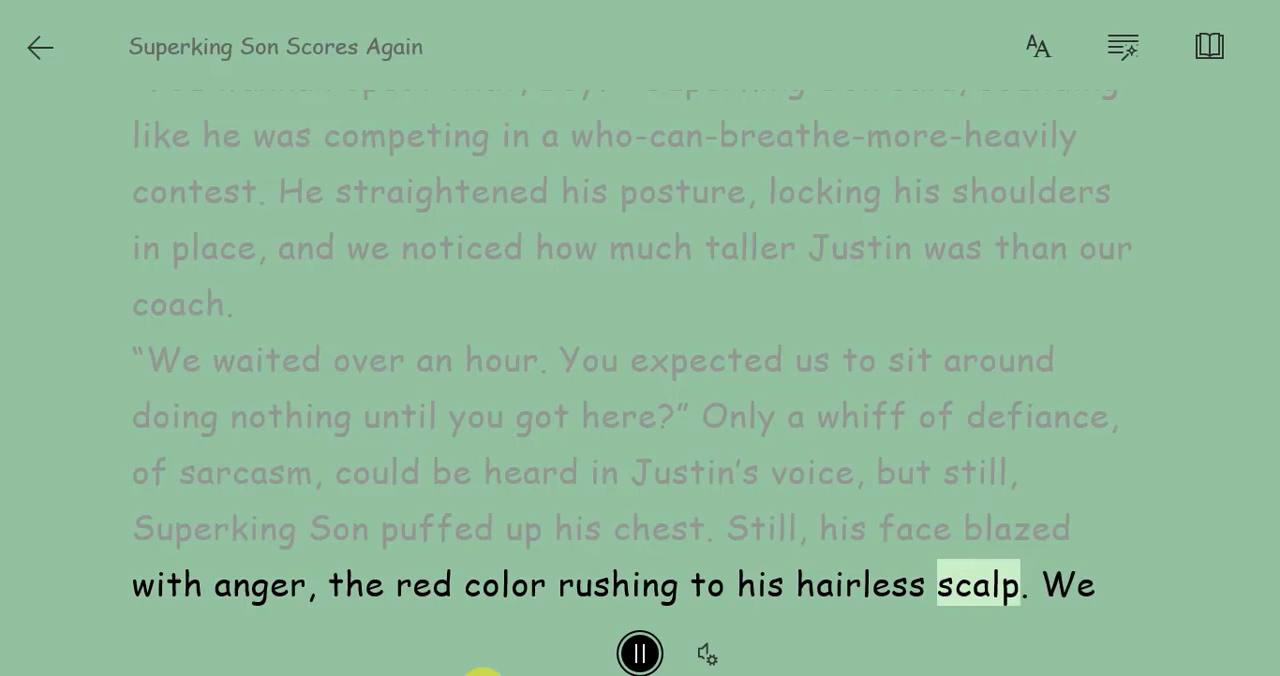 Superking Son Scores Again
like he was competing in a who-can-breathe-more-heavily
contest. He straightened his posture, locking his shoulders
in place, and we noticed how much taller Justin was than our
coach.
“We waited over an hour. You expected us to sit around
doing nothing until you got here?” Only a whiff of defiance,
of sarcasm, could be heard in Justin’s voice, but still,
Superking Son puffed up his chest. Still, his face blazed
with anger, the red color rushing to his hairless scalp. We